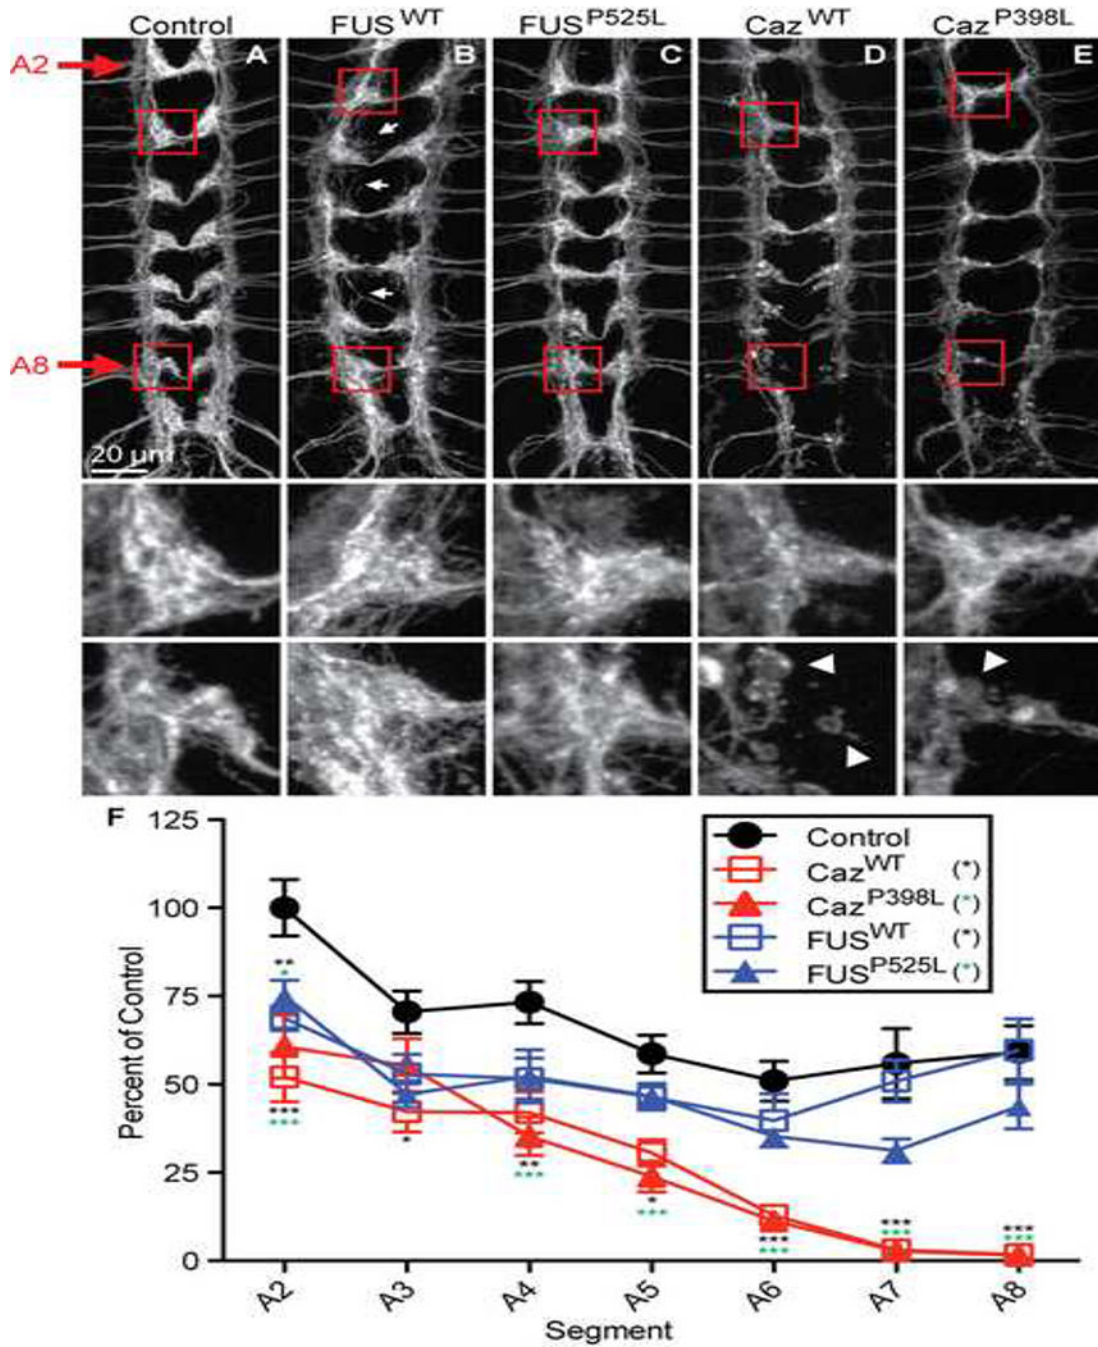 Control FUS WT FUS P525L Caz WT Caz P398L
A2 A B C D E
A8
20 µm
F
125
100
75
50
25
0
Percent of Control
Control
Caz WT (*)
Caz P398L (*)
FUS WT (*)
FUS P525L (*)
**
*
***
***
*
**
***
*
***
***
***
***
***
***
***
A2 A3 A4 A5 A6 A7 A8
Segment